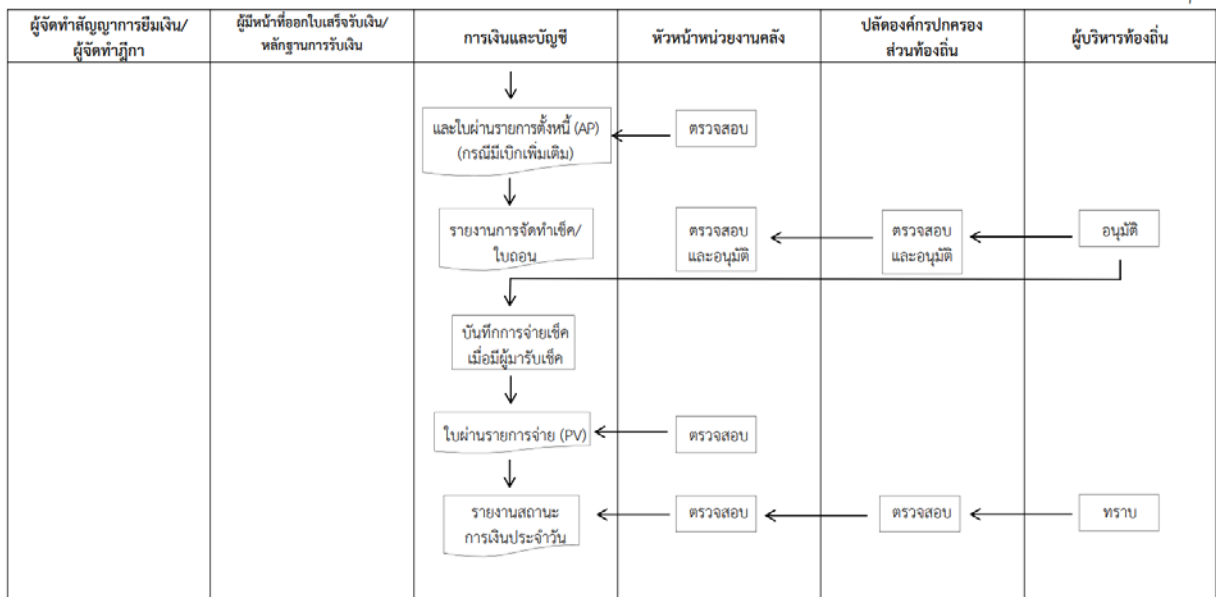 ผู้จัดทำสัญญาการยืมเงิน/
ผู้จัดทำฎีกา
ผู้มีหน้าที่ออกใบเสร็จรับเงิน/
หลักฐานการรับเงิน
การเงินและบัญชี
หัวหน้าหน่วยงานคลัง
ปลัดองค์กรปกครอง
ส่วนท้องถิ่น
ผู้บริหารท้องถิ่น
และใบผ่านรายการตั้งหนี้ (AP)
(กรณีมีเบิกเพิ่มเติม)
ตรวจสอบ
รายงานการจัดทำเช็ค/
ใบถอน
ตรวจสอบ
และอนุมัติ
ตรวจสอบ
และอนุมัติ
อนุมัติ
บันทึกการจ่ายเช็ค
เมื่อมีผู้มารับเช็ค
ใบผ่านรายการจ่าย (PV)
ตรวจสอบ
รายงานสถานะ
การเงินประจำวัน
ตรวจสอบ
ตรวจสอบ
ทราบ